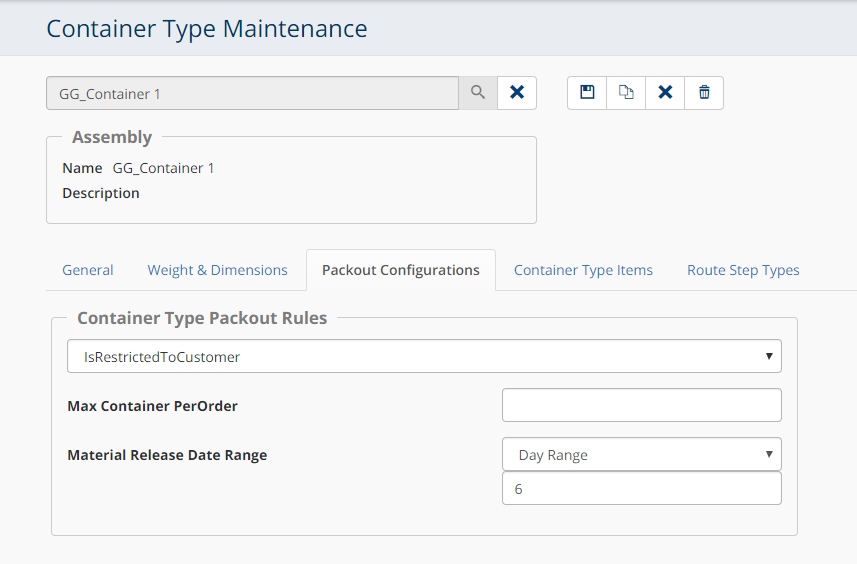 Container Type Maintenance
GG_Container 1
Assembly
Name GG_Container 1
Description
General Weight & Dimensions Packout Configurations Container Type Items Route Step Types
Container Type Packout Rules
IsRestrictedToCustomer
Max Container PerOrder
Material Release Date Range Day Range
6